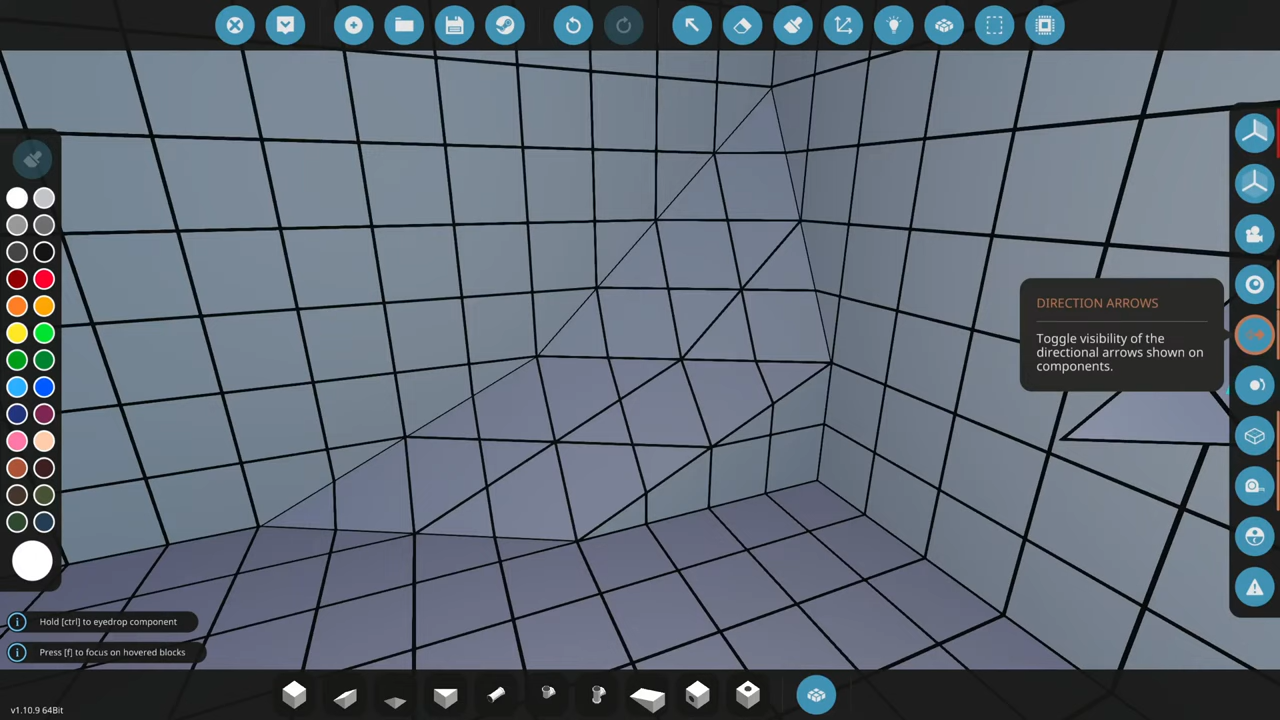 DIRECTION ARROWS
Toggle visibility of the
directional arrows shown on
components.
Hold [ctrl] to eyedrop component
Press [f] to focus on hovered blocks
v1.10.9 64Bit